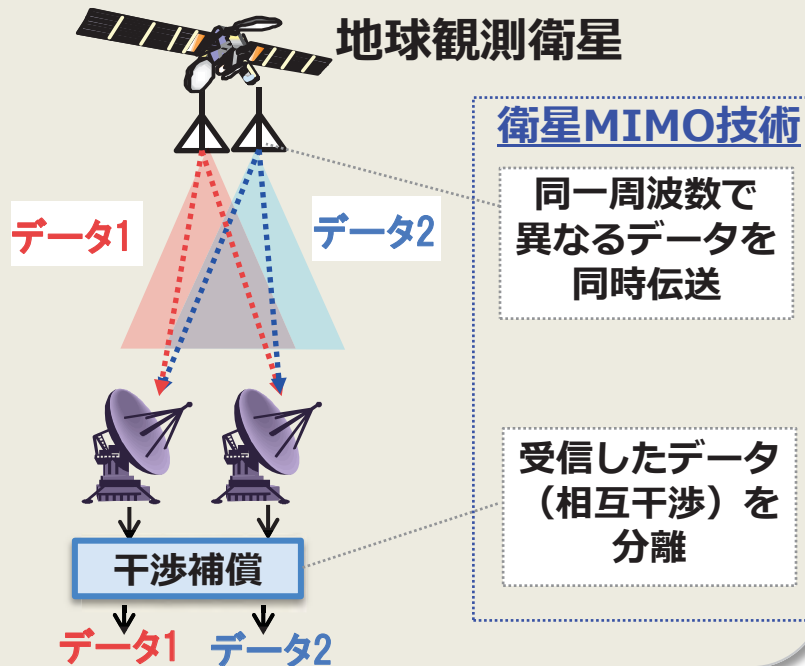 地球観測衛星
衛星MIMO技術
データ1
データ2
同一周波数で
異なるデータを
同時伝送
受信したデータ
（相互干渉）を
分離
干渉補償
データ1
データ2